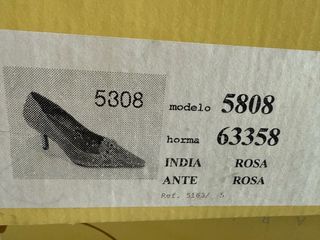 5308
modelo 5808
horma 63358
INDIA ROSA
ANTE ROSA
Ref. 5163/ 5